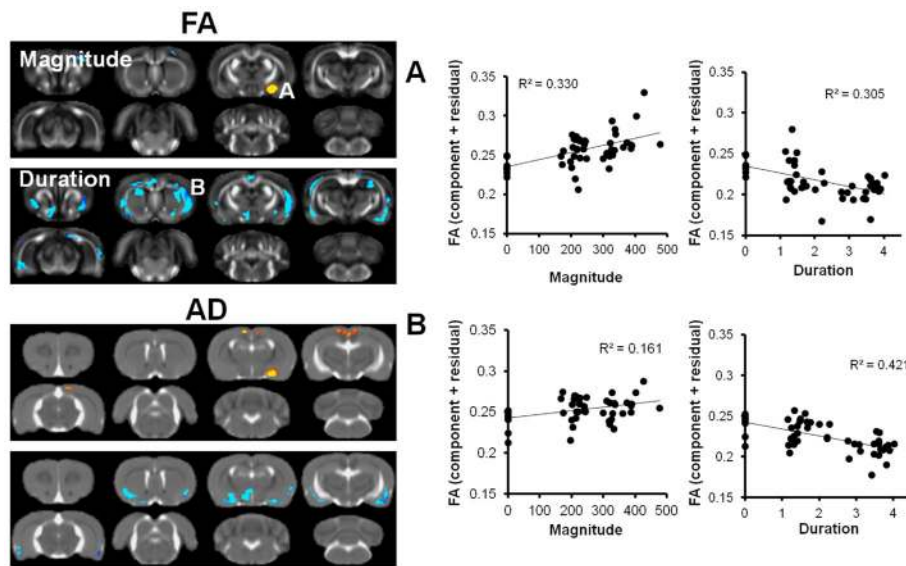 FA
Magnitude
A
Duration
B
AD
A
FA (component + residual)
0.35
0.3
0.25
0.2
0.15
R² = 0.330
0 100 200 300 400 500
Magnitude
FA (component + residual)
0.35
0.3
0.25
0.2
0.15
R² = 0.305
0 1 2 3 4
Duration
B
FA (component + residual)
0.35
0.3
0.25
0.2
0.15
R² = 0.161
0 100 200 300 400 500
Magnitude
FA (component + residual)
0.35
0.3
0.25
0.2
0.15
R² = 0.421
0 1 2 3 4
Duration